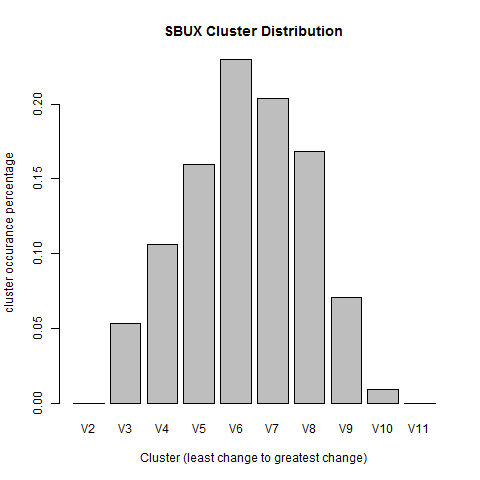 SBUX Cluster Distribution
cluster occurance percentage
0.20
0.15
0.10
0.05
0.00
V2 V3 V4 V5 V6 V7 V8 V9 V10 V11
Cluster (least change to greatest change)